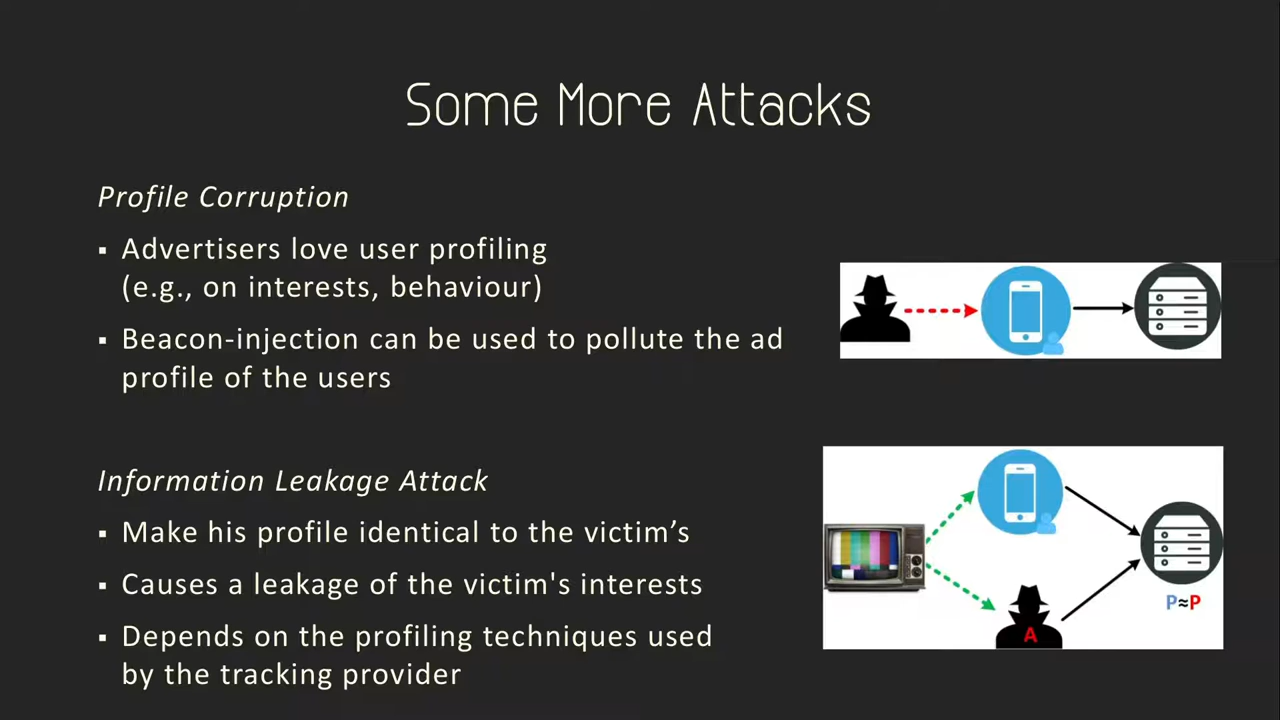 Some More Attacks
Profile Corruption
▪ Advertisers love user profiling
(e.g., on interests, behaviour)
▪ Beacon-injection can be used to pollute the ad
profile of the users
Information Leakage Attack
▪ Make his profile identical to the victim’s
▪ Causes a leakage of the victim's interests
▪ Depends on the profiling techniques used
by the tracking provider
A
P≈P